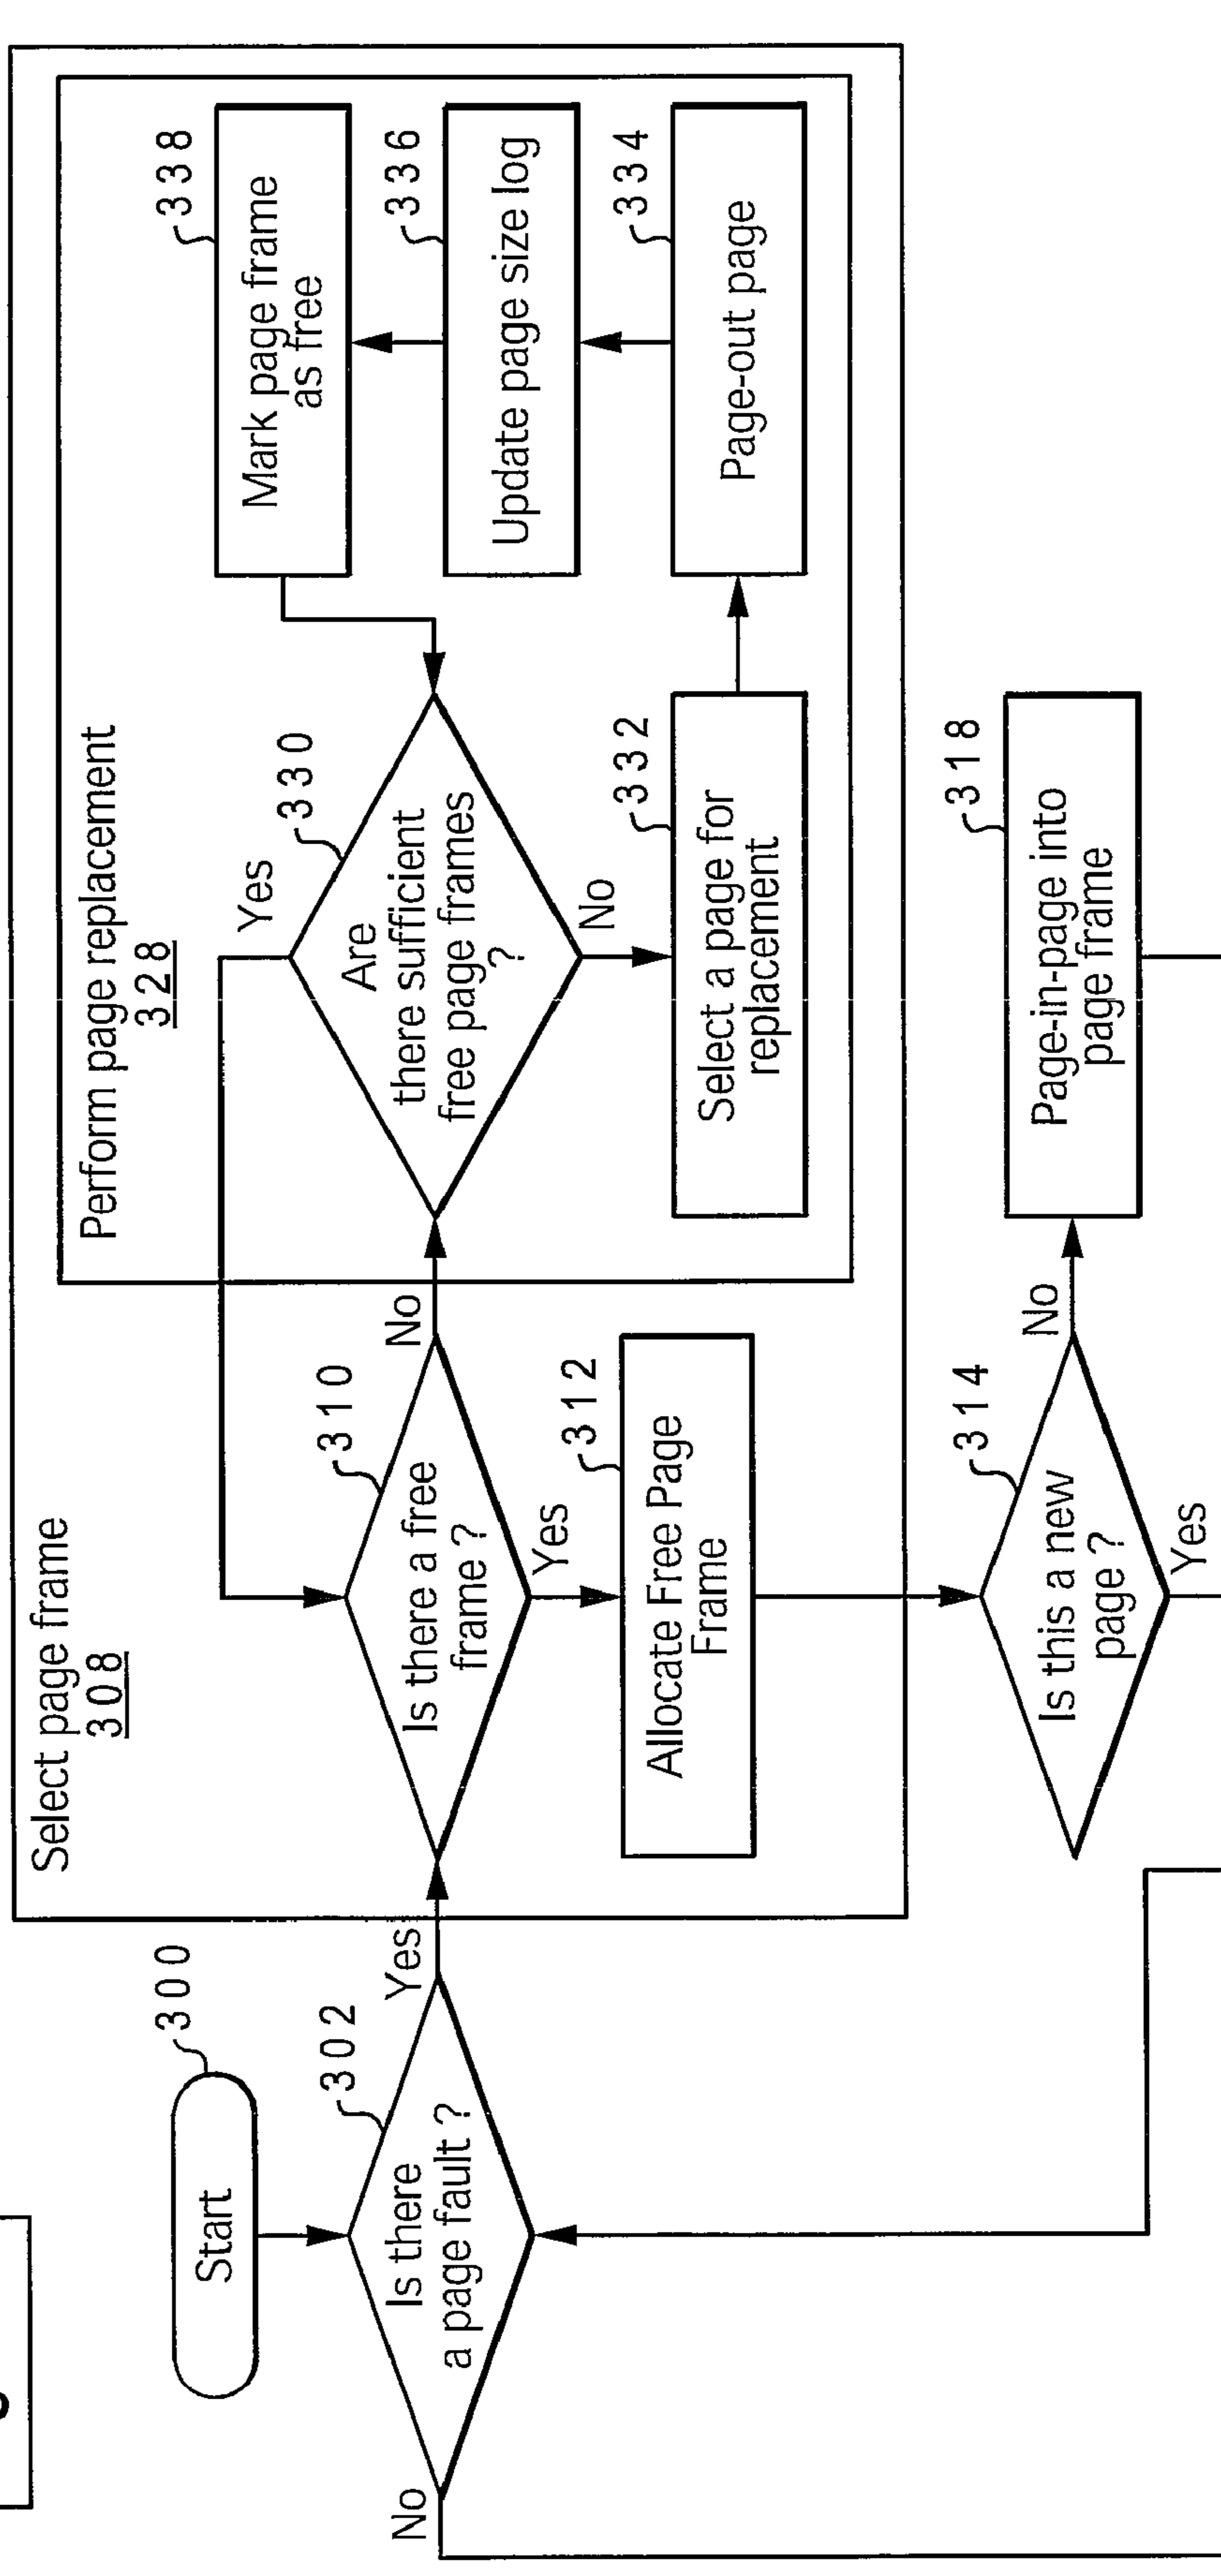 Select page frame
308
Perform page replacement
328
300
Start
302
Is there
a page fault ?
No
Yes
310
Is there a free
frame ?
No
Yes
312
Allocate Free Page
Frame
330
Are
there sufficient
free page frames
?
Yes
No
332
Select a page for
replacement
334
Page-out page
336
Update page size log
338
Mark page frame
as free
314
Is this a new
page ?
No
Yes
318
Page-in-page into
page frame